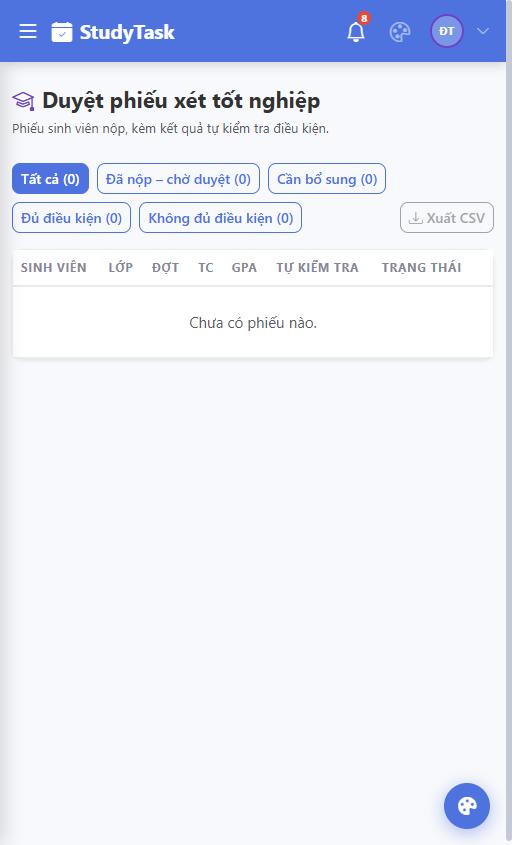 StudyTask
8
ĐT
Duyệt phiếu xét tốt nghiệp
Phiếu sinh viên nộp, kèm kết quả tự kiểm tra điều kiện.
Tất cả (0)
Đã nộp – chờ duyệt (0)
Cần bổ sung (0)
Đủ điều kiện (0)
Không đủ điều kiện (0)
Xuất CSV
SINH VIÊN LỚP ĐỢT TC GPA TỰ KIỂM TRA TRẠNG THÁI
Chưa có phiếu nào.